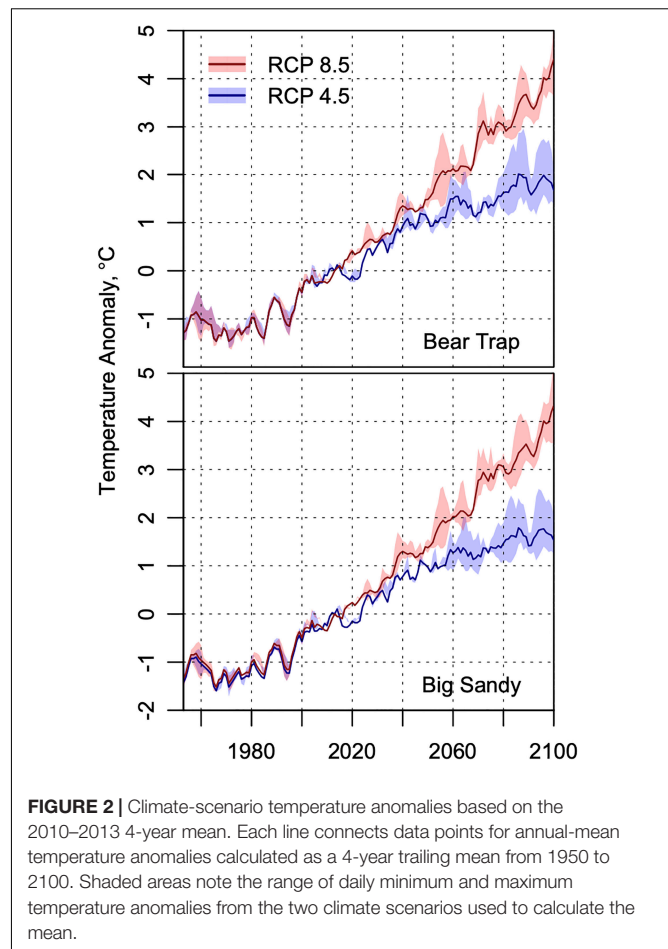 5
RCP 8.5
RCP 4.5
4
3
2
1
0
-1
Bear Trap
Temperature Anomaly, °C
5
4
3
2
1
0
-1
-2
Big Sandy
1980 2020 2060 2100
FIGURE 2 | Climate-scenario temperature anomalies based on the
2010–2013 4-year mean. Each line connects data points for annual-mean
temperature anomalies calculated as a 4-year trailing mean from 1950 to
2100. Shaded areas note the range of daily minimum and maximum
temperature anomalies from the two climate scenarios used to calculate the
mean.